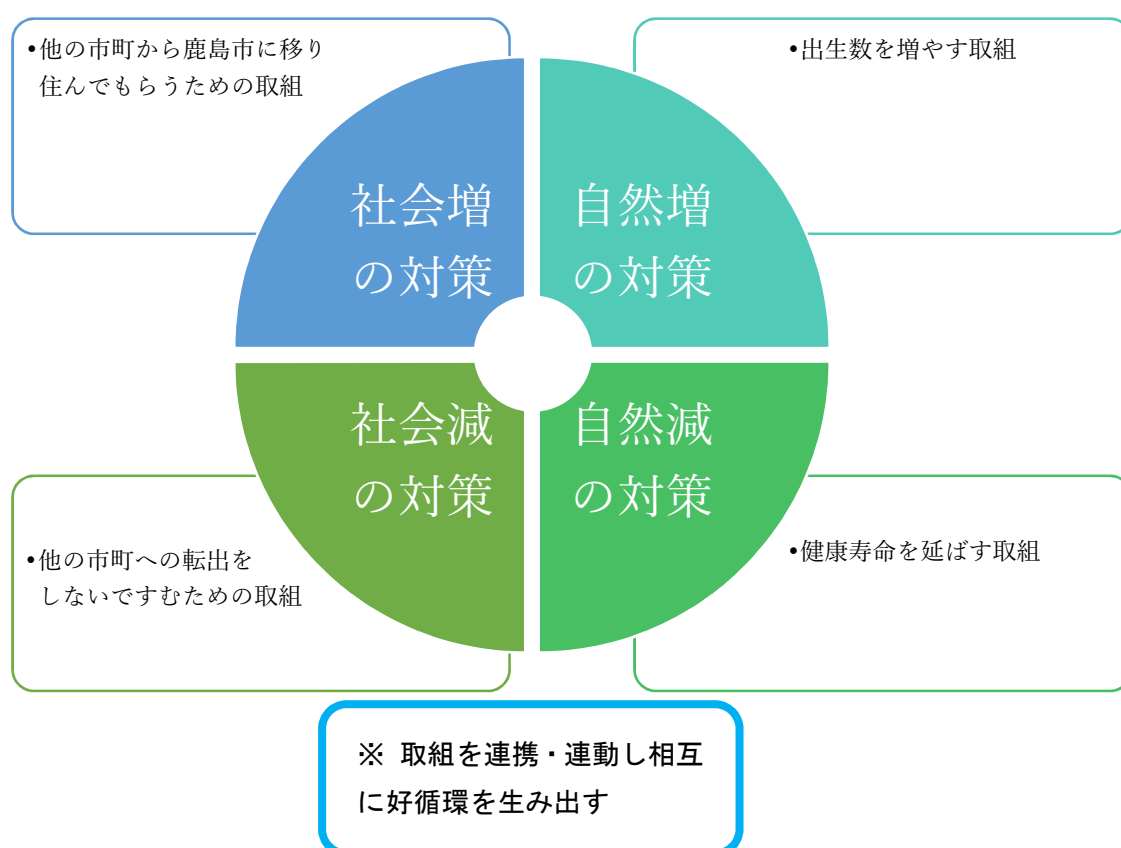 •他の市町から鹿島市に移り
住んでもらうための取組
•出生数を増やす取組
社会増
の対策
自然増
の対策
社会減
の対策
自然減
の対策
•他の市町への転出を
しないですむための取組
•健康寿命を延ばす取組
※ 取組を連携・連動し相互
に好循環を生み出す